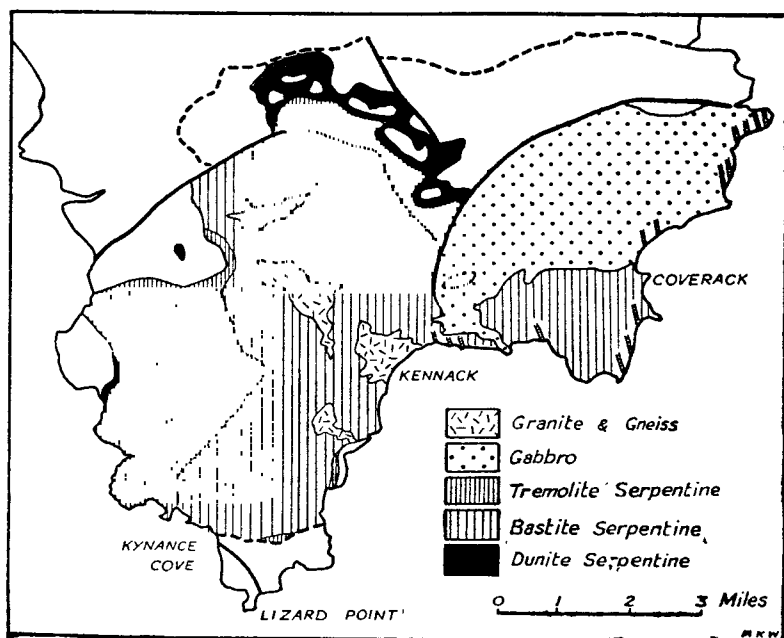 COVERACK
KENNACK
Granite & Gneiss
Gabbro
Tremolite Serpentine
Bastite Serpentine
Dunite Serpentine
KYNANCE
COVE
LIZARD POINT
0 1 2 3 Miles